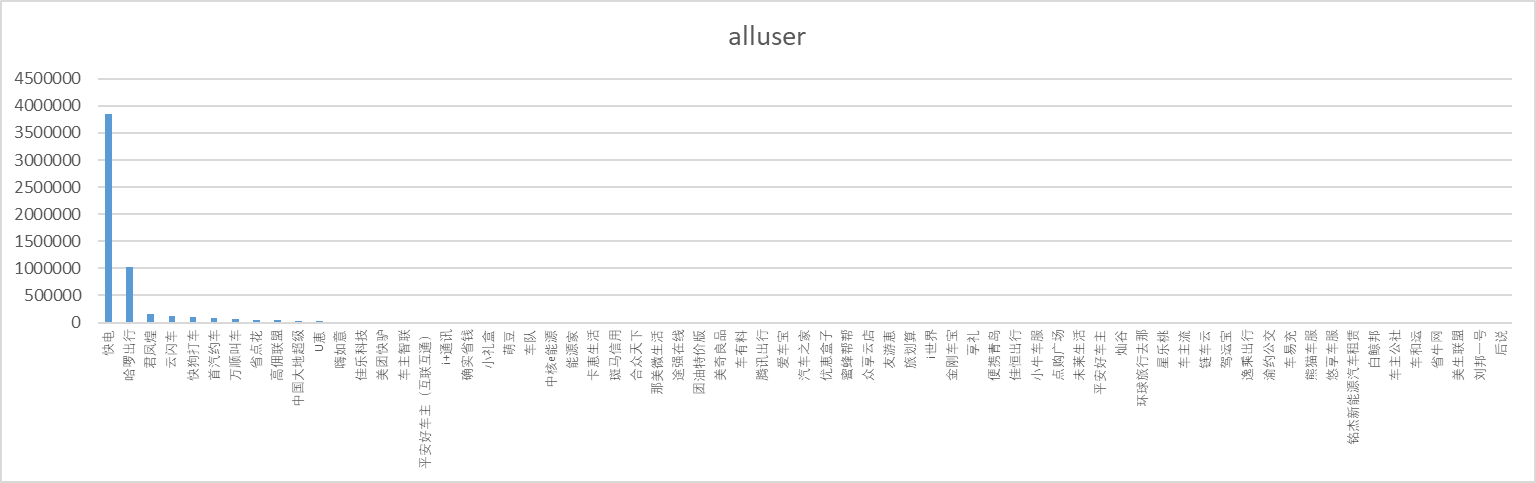 alluser
4500000
4000000
3500000
3000000
2500000
2000000
1500000
1000000
500000
0
快电
哈啰出行
君凤煌
云闪车
快狗打车
首汽约车
万顺叫车
省点花
高佣联盟
中国大地超级
U惠
嗨如意
佳乐科技
美团快驴
车主智联
平安好车主（互联互通）
i+通讯
确实省钱
小礼盒
萌豆
车队
中核e能源
能源家
卡惠生活
斑马信用
合众天下
那美微生活
途强在线
团油特价版
美奇良品
车有料
腾讯出行
爱车宝
汽车之家
优惠盒子
蜜蜂帮帮
众享云店
友游惠
旅划算
i世界
金刚车宝
享礼
便携青鸟
佳恒出行
小牛车服
点购广场
未莱生活
平安好车主
灿谷
环球旅行去那
星乐桃
车主流
链车云
驾运宝
逸乘出行
渝约公交
车易充
熊猫车服
悠享车服
铭杰新能源汽车租赁
白鲸邦
车主公社
车和运
省牛网
美生联盟
刘邦一号
后说